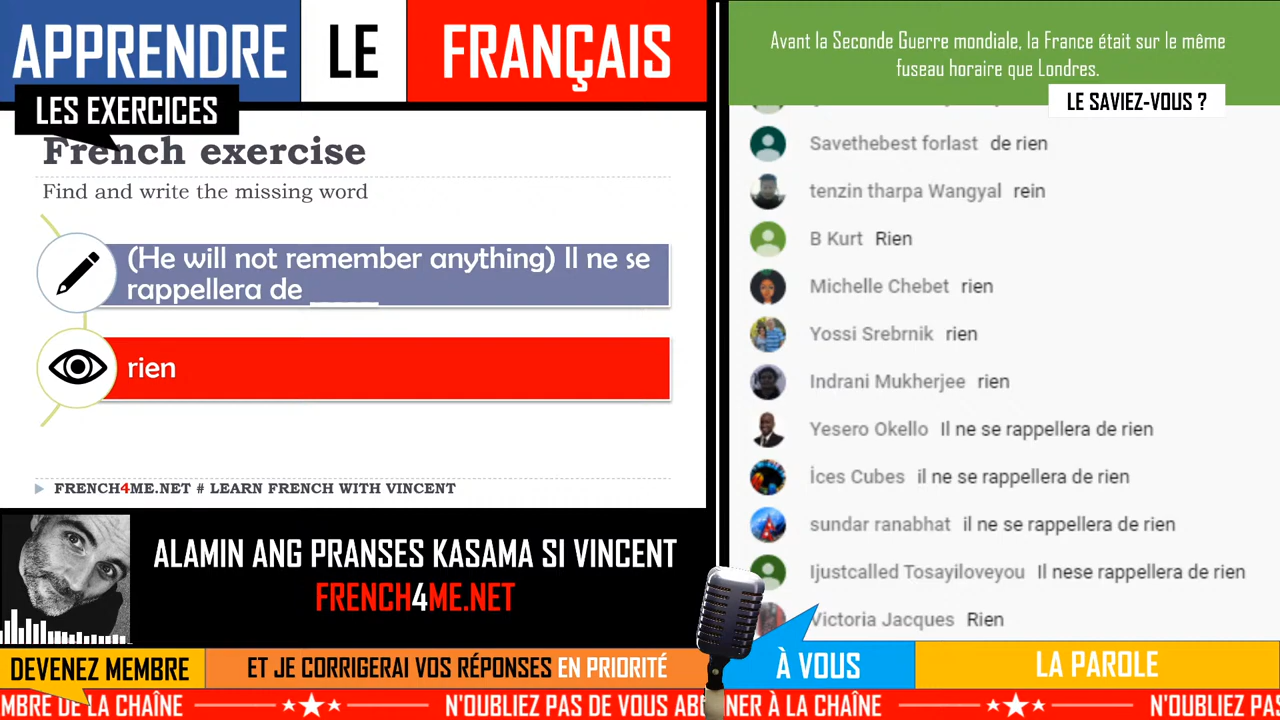 APPRENDRE LE FRANÇAIS
LES EXERCICES
French exercise
Find and write the missing word
(He will not remember anything) Il ne se
rappellera de _____
rien
FRENCH4ME.NET # LEARN FRENCH WITH VINCENT
ALAMIN ANG PRANSES KASAMA SI VINCENT
FRENCH4ME.NET
DEVENEZ MEMBRE
ET JE CORRIGERAI VOS RÉPONSES EN PRIORITÉ
Avant la Seconde Guerre mondiale, la France était sur le même
fuseau horaire que Londres.
LE SAVIEZ-VOUS ?
Savethebest forlast de rien
tenzin tharpa Wangyal rein
B Kurt Rien
Michelle Chebet rien
Yossi Srebrnik rien
Indrani Mukherjee rien
Yesero Okello Il ne se rappellera de rien
İces Cubes il ne se rappellera de rien
sundar ranabhat il ne se rappellera de rien
Ijustcalled Tosayiloveyou Il nese rappellera de rien
Victoria Jacques Rien
À VOUS
LA PAROLE
MBRE DE LA CHAÎNE N'OUBLIEZ PAS DE VOUS AB NER À LA CHAÎNE N'OUBLIEZ PAS DE VOUS